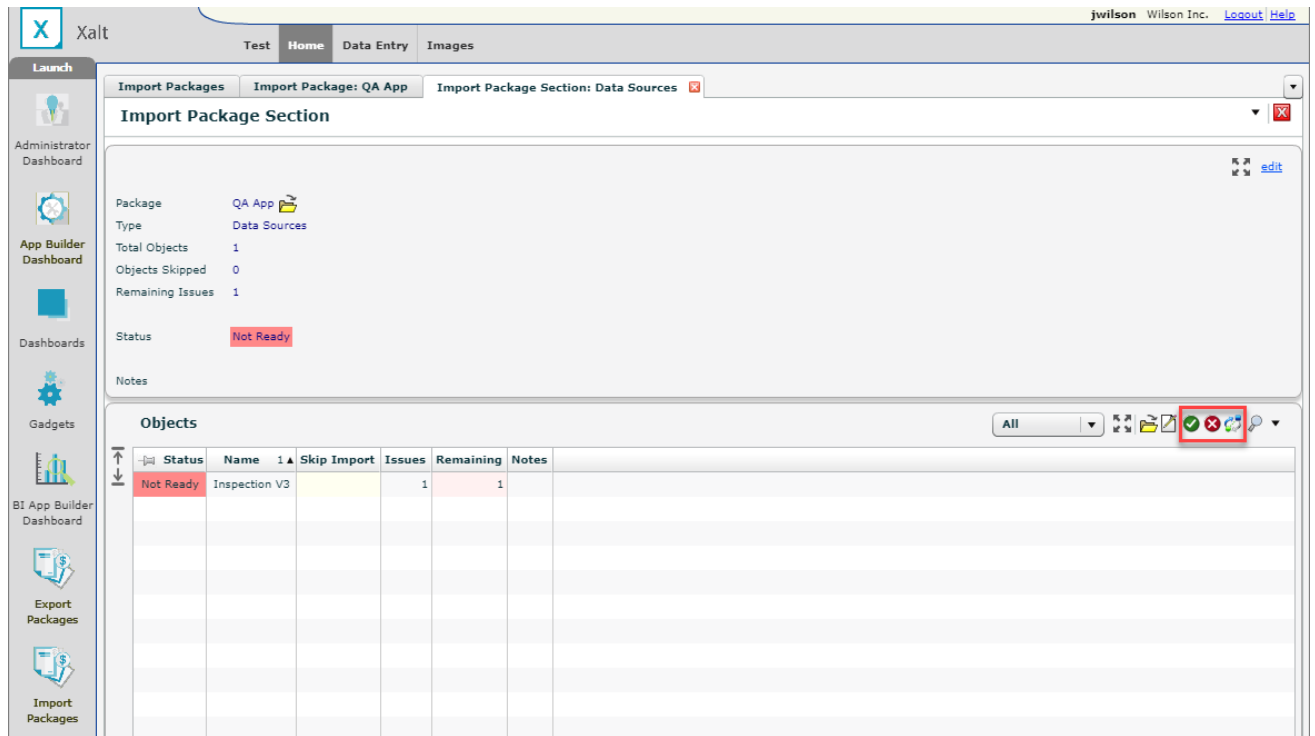 jwilson Wilson Inc. Logout Help
X Xalt
Test Home Data Entry Images
Launch
Import Packages Import Package: QA App Import Package Section: Data Sources
Import Package Section
Administrator
Dashboard
edit
Package QA App
Type Data Sources
App Builder
Dashboard
Total Objects 1
Objects Skipped 0
Remaining Issues 1
Status Not Ready
Dashboards
Notes
Gadgets
Objects All
Status Name 1 Skip Import Issues Remaining Notes
Not Ready Inspection V3 1 1
BI App Builder
Dashboard
Export
Packages
Import
Packages